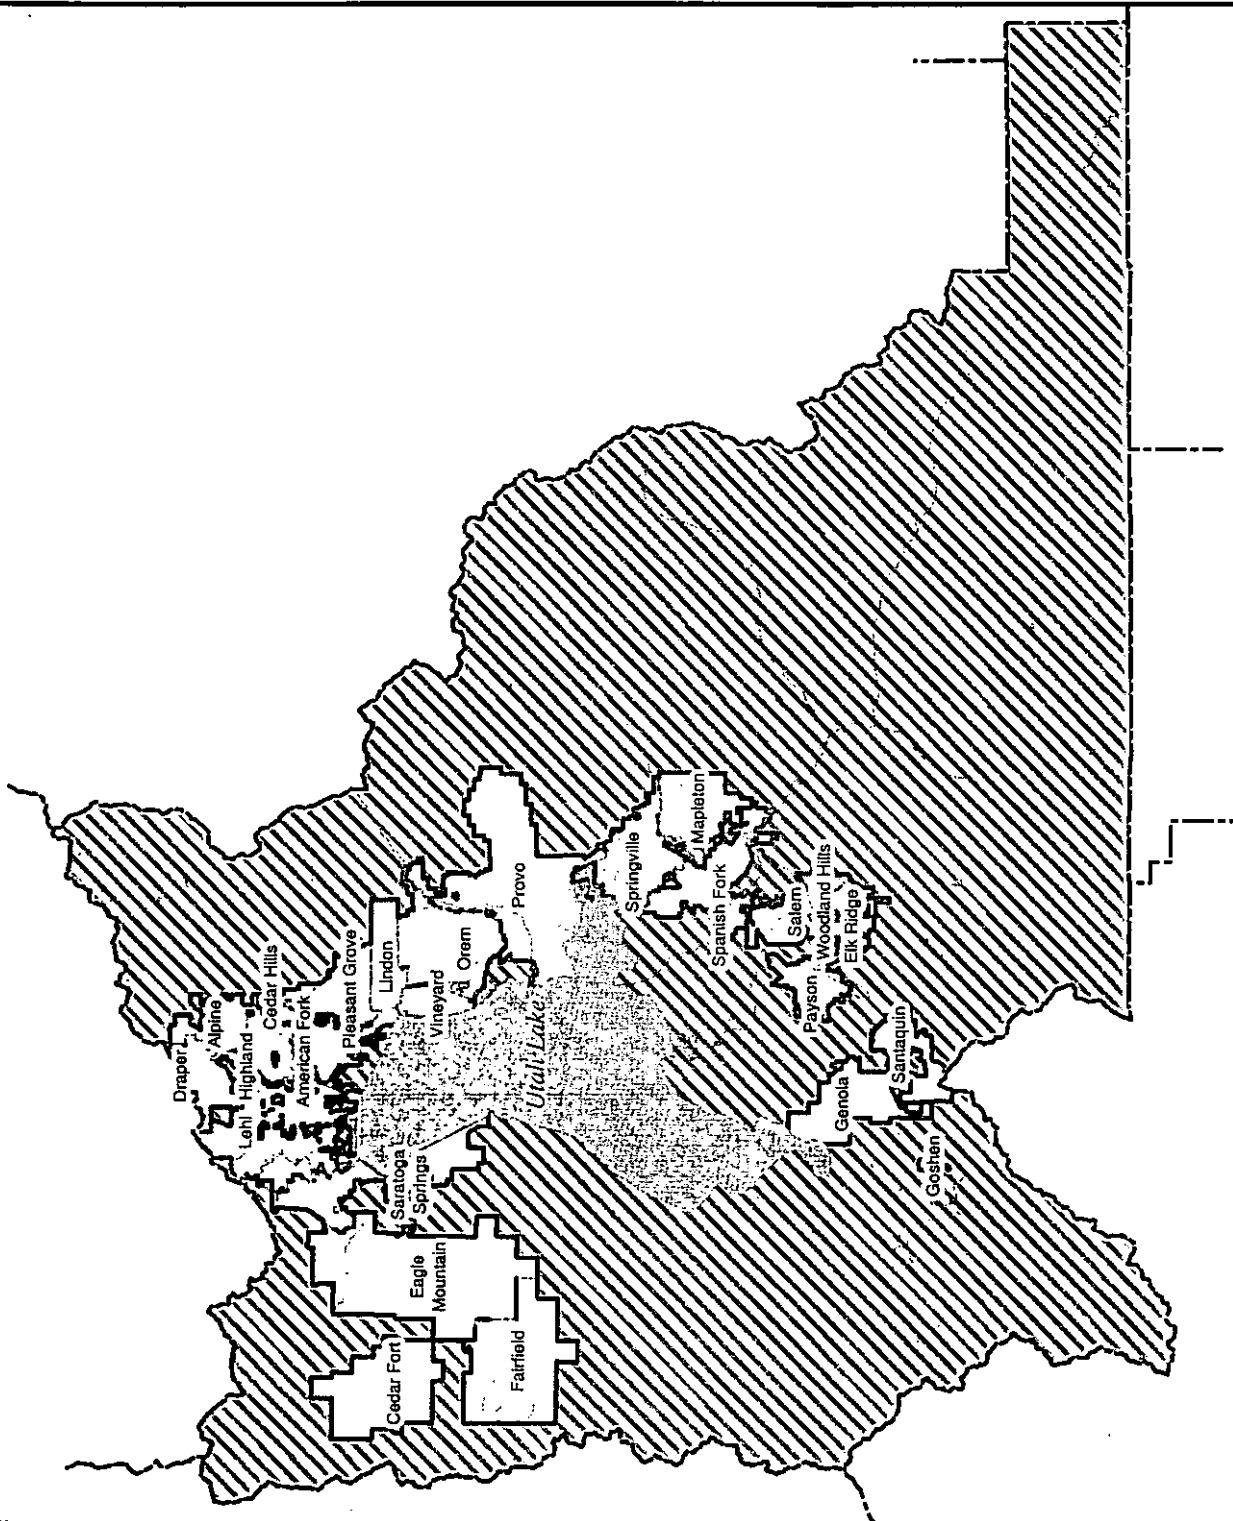 Draper
Alpine
Lehi
Highland
Cedar Hills
American Fork
Pleasant Grove
Lindon
Saratoga
Springs
Vineyard
Orem
Provo
Eagle
Mountain
Cedar Fort
Fairfield
Utah Lake
Springville
Mapleton
Spanish Fork
Salem
Woodland Hills
Elk Ridge
Payson
Genola
Santaquin
Goshen